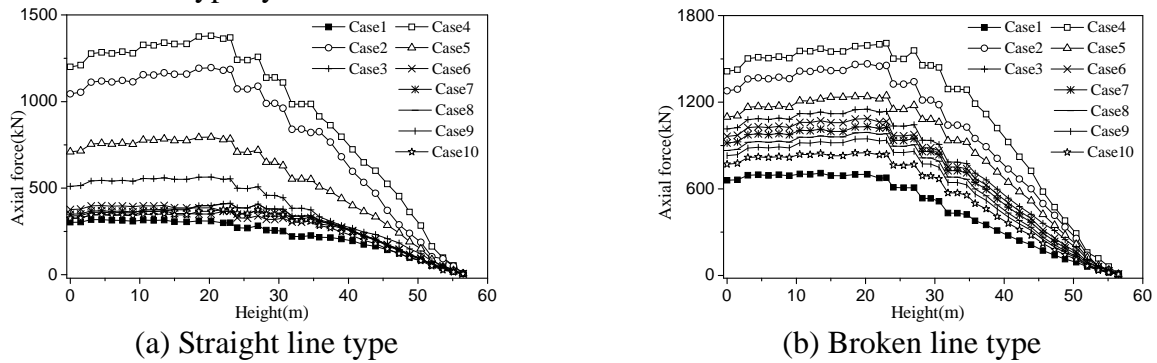 1500
1000
500
0
Axial force(kN)
0 10 20 30 40 50 60
Height(m)
Case1 Case4
Case2 Case5
Case3 Case6
Case7
Case8
Case9
Case10
(a) Straight line type
1800
1200
600
0
Axial force(kN)
0 10 20 30 40 50 60
Height(m)
Case1 Case4
Case2 Case5
Case3 Case6
Case7
Case8
Case9
Case10
(b) Broken line type